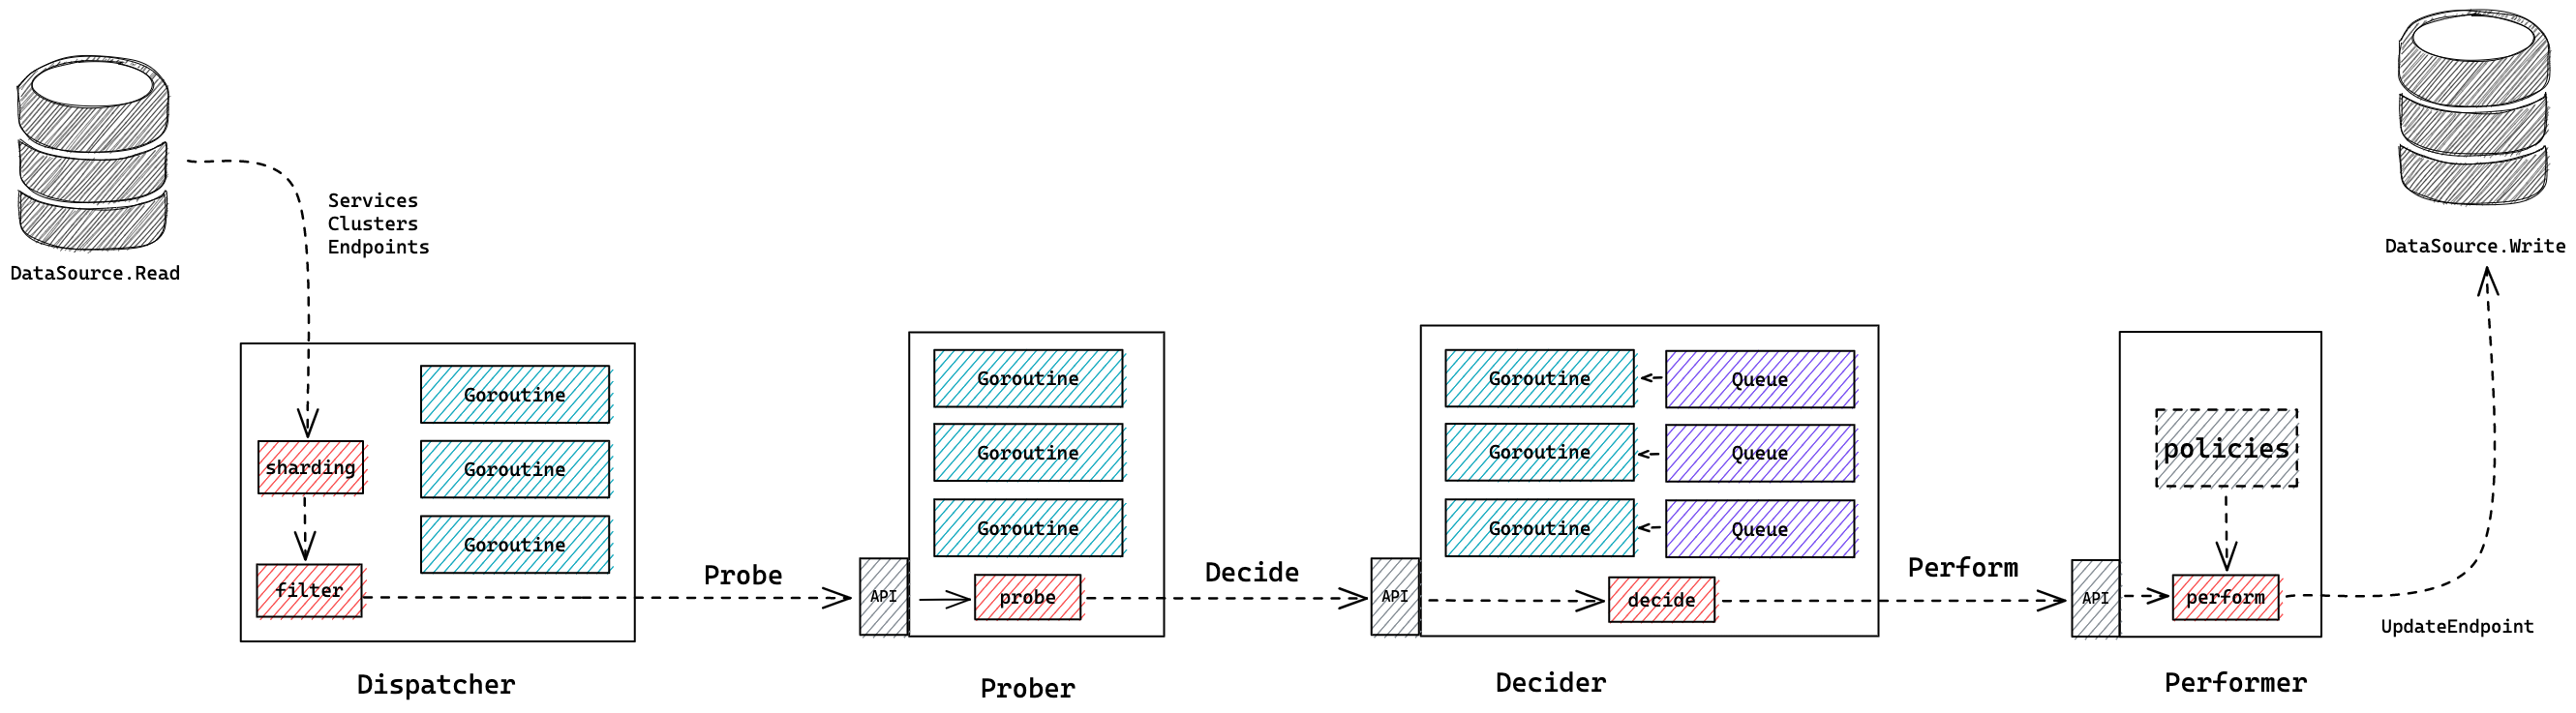 DataSource.Read
Services
Clusters
Endpoints
Goroutine
Goroutine
Goroutine
sharding
filter
Dispatcher
Probe
API
Goroutine
Goroutine
Goroutine
probe
Prober
Decide
API
Goroutine
Queue
Goroutine
Queue
Goroutine
Queue
decide
Decider
Perform
API
policies
perform
Performer
UpdateEndpoint
DataSource.Write